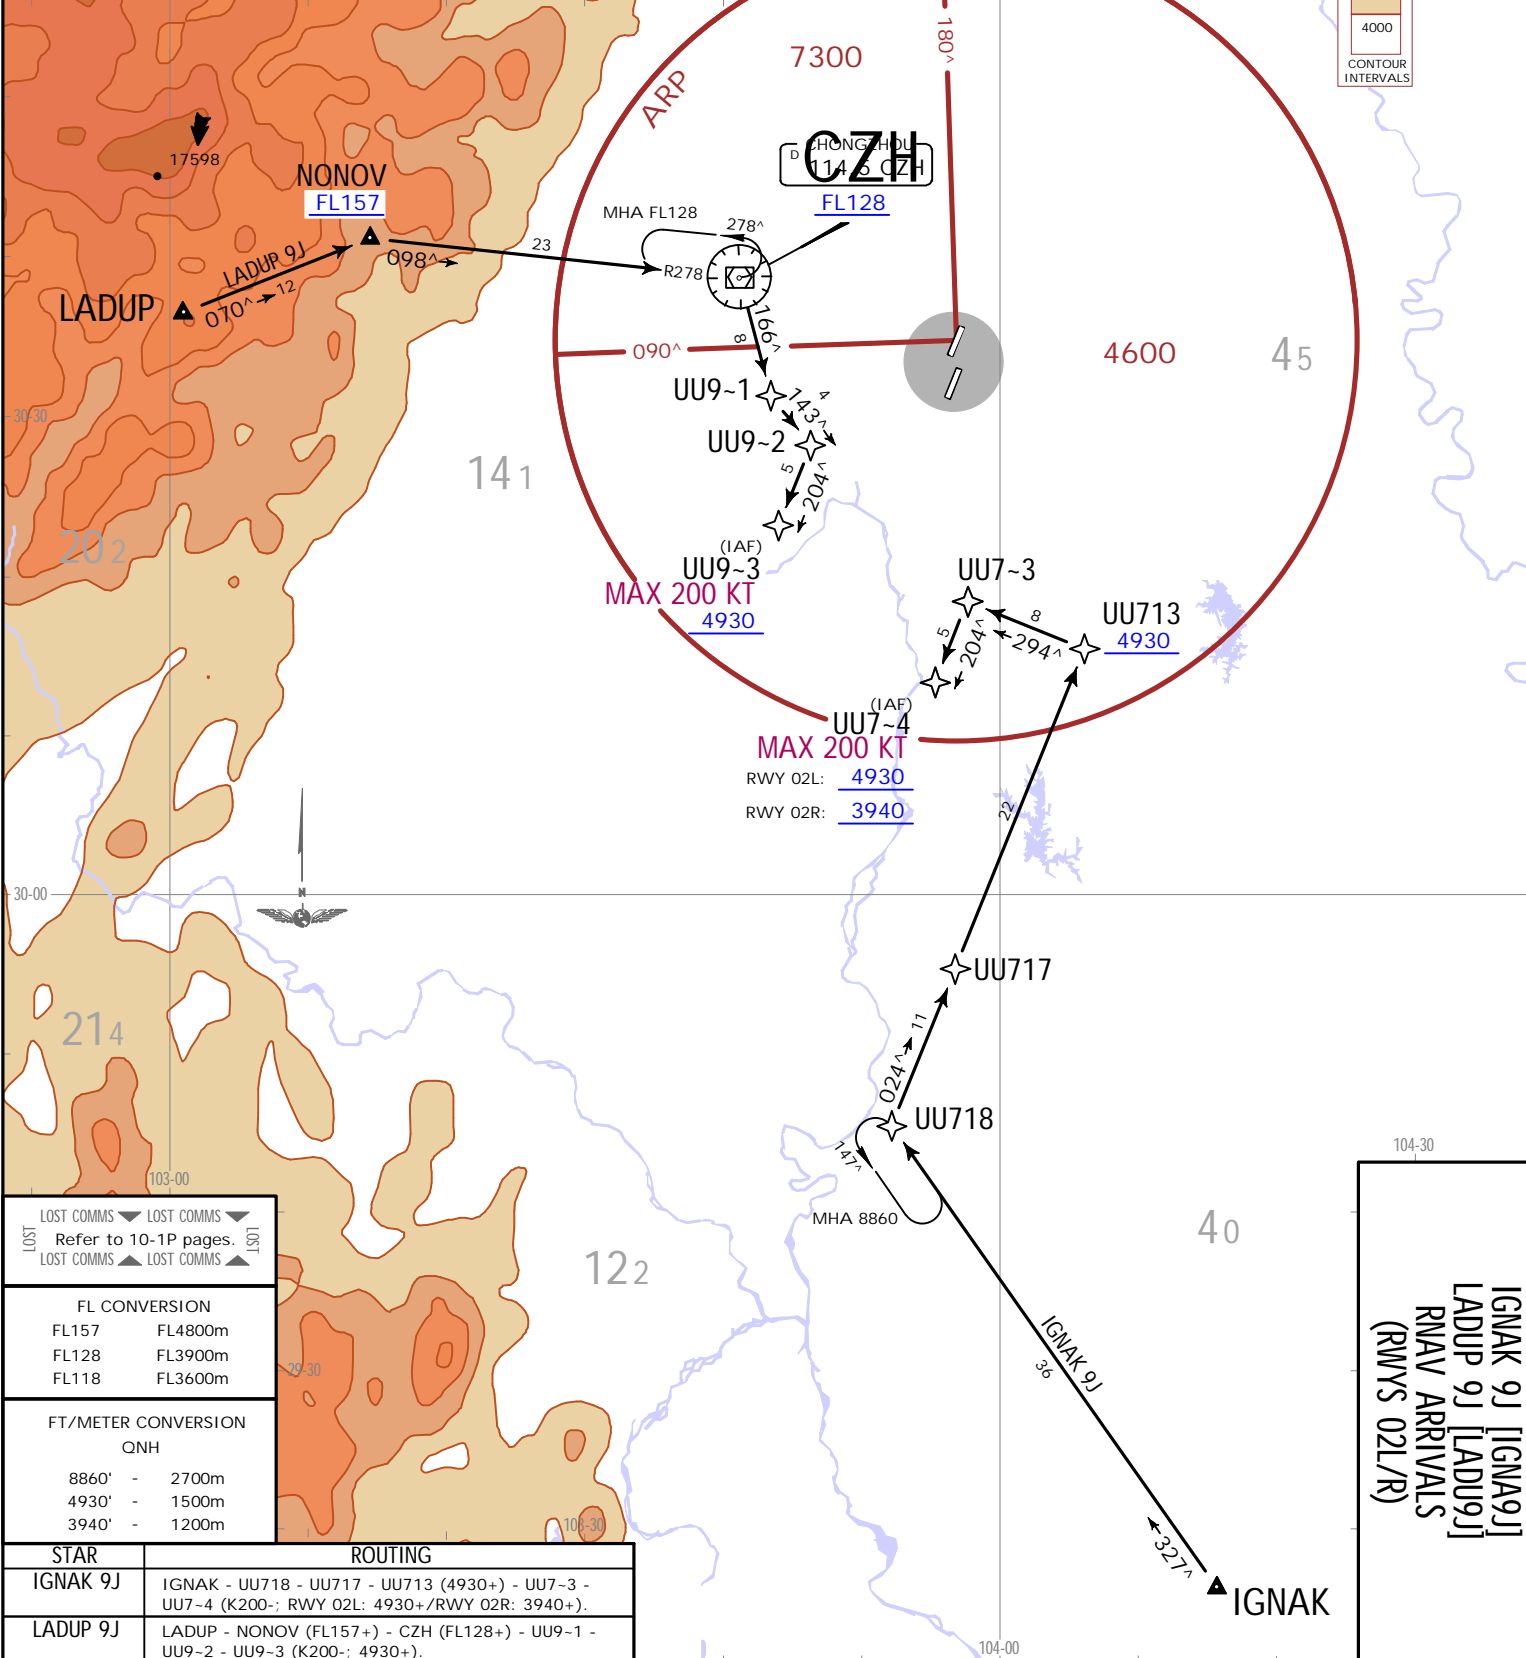 4000
CONTOUR
INTERVALS
7300
180^
ARP
CHONGZHOU
D
114.6 CZH
CZH
FL128
17598
NONOV
FL157
MHA FL128
278^
23
R278
LADUP 9J
070^
12
098^
LADUP
166^
8
090^
4600
45
UU9~1
4
143^
UU9~2
5
204^
30-30
141
202
(IAF)
UU9~3
MAX 200 KT
4930
UU7~3
8
294^
UU713
4930
5
204^
(IAF)
UU7~4
MAX 200 KT
RWY 02L: 4930
RWY 02R: 3940
22
N
30-00
UU717
214
11
024^
UU718
147^
MHA 8860
104-30
103-00
40
122
LOST COMMS LOST COMMS
LOST
Refer to 10-1P pages.
LOST
LOST COMMS LOST COMMS
FL CONVERSION
FL157 FL4800m
FL128 FL3900m
FL118 FL3600m
29-30
IGNAK 9J
36
IGNAK 9J [IGNA9J]
LADUP 9J [LADU9J]
RNAV ARRIVALS
(RWYS 02L/R)
FT/METER CONVERSION
QNH
8860' - 2700m
4930' - 1500m
3940' - 1200m
103-30
327^
IGNAK
STAR ROUTING
IGNAK 9J IGNAK - UU718 - UU717 - UU713 (4930+) - UU7~3 -
UU7~4 (K200-; RWY 02L: 4930+/RWY 02R: 3940+).
LADUP 9J LADUP - NONOV (FL157+) - CZH (FL128+) - UU9~1 -
UU9~2 - UU9~3 (K200-; 4930+).
104-00